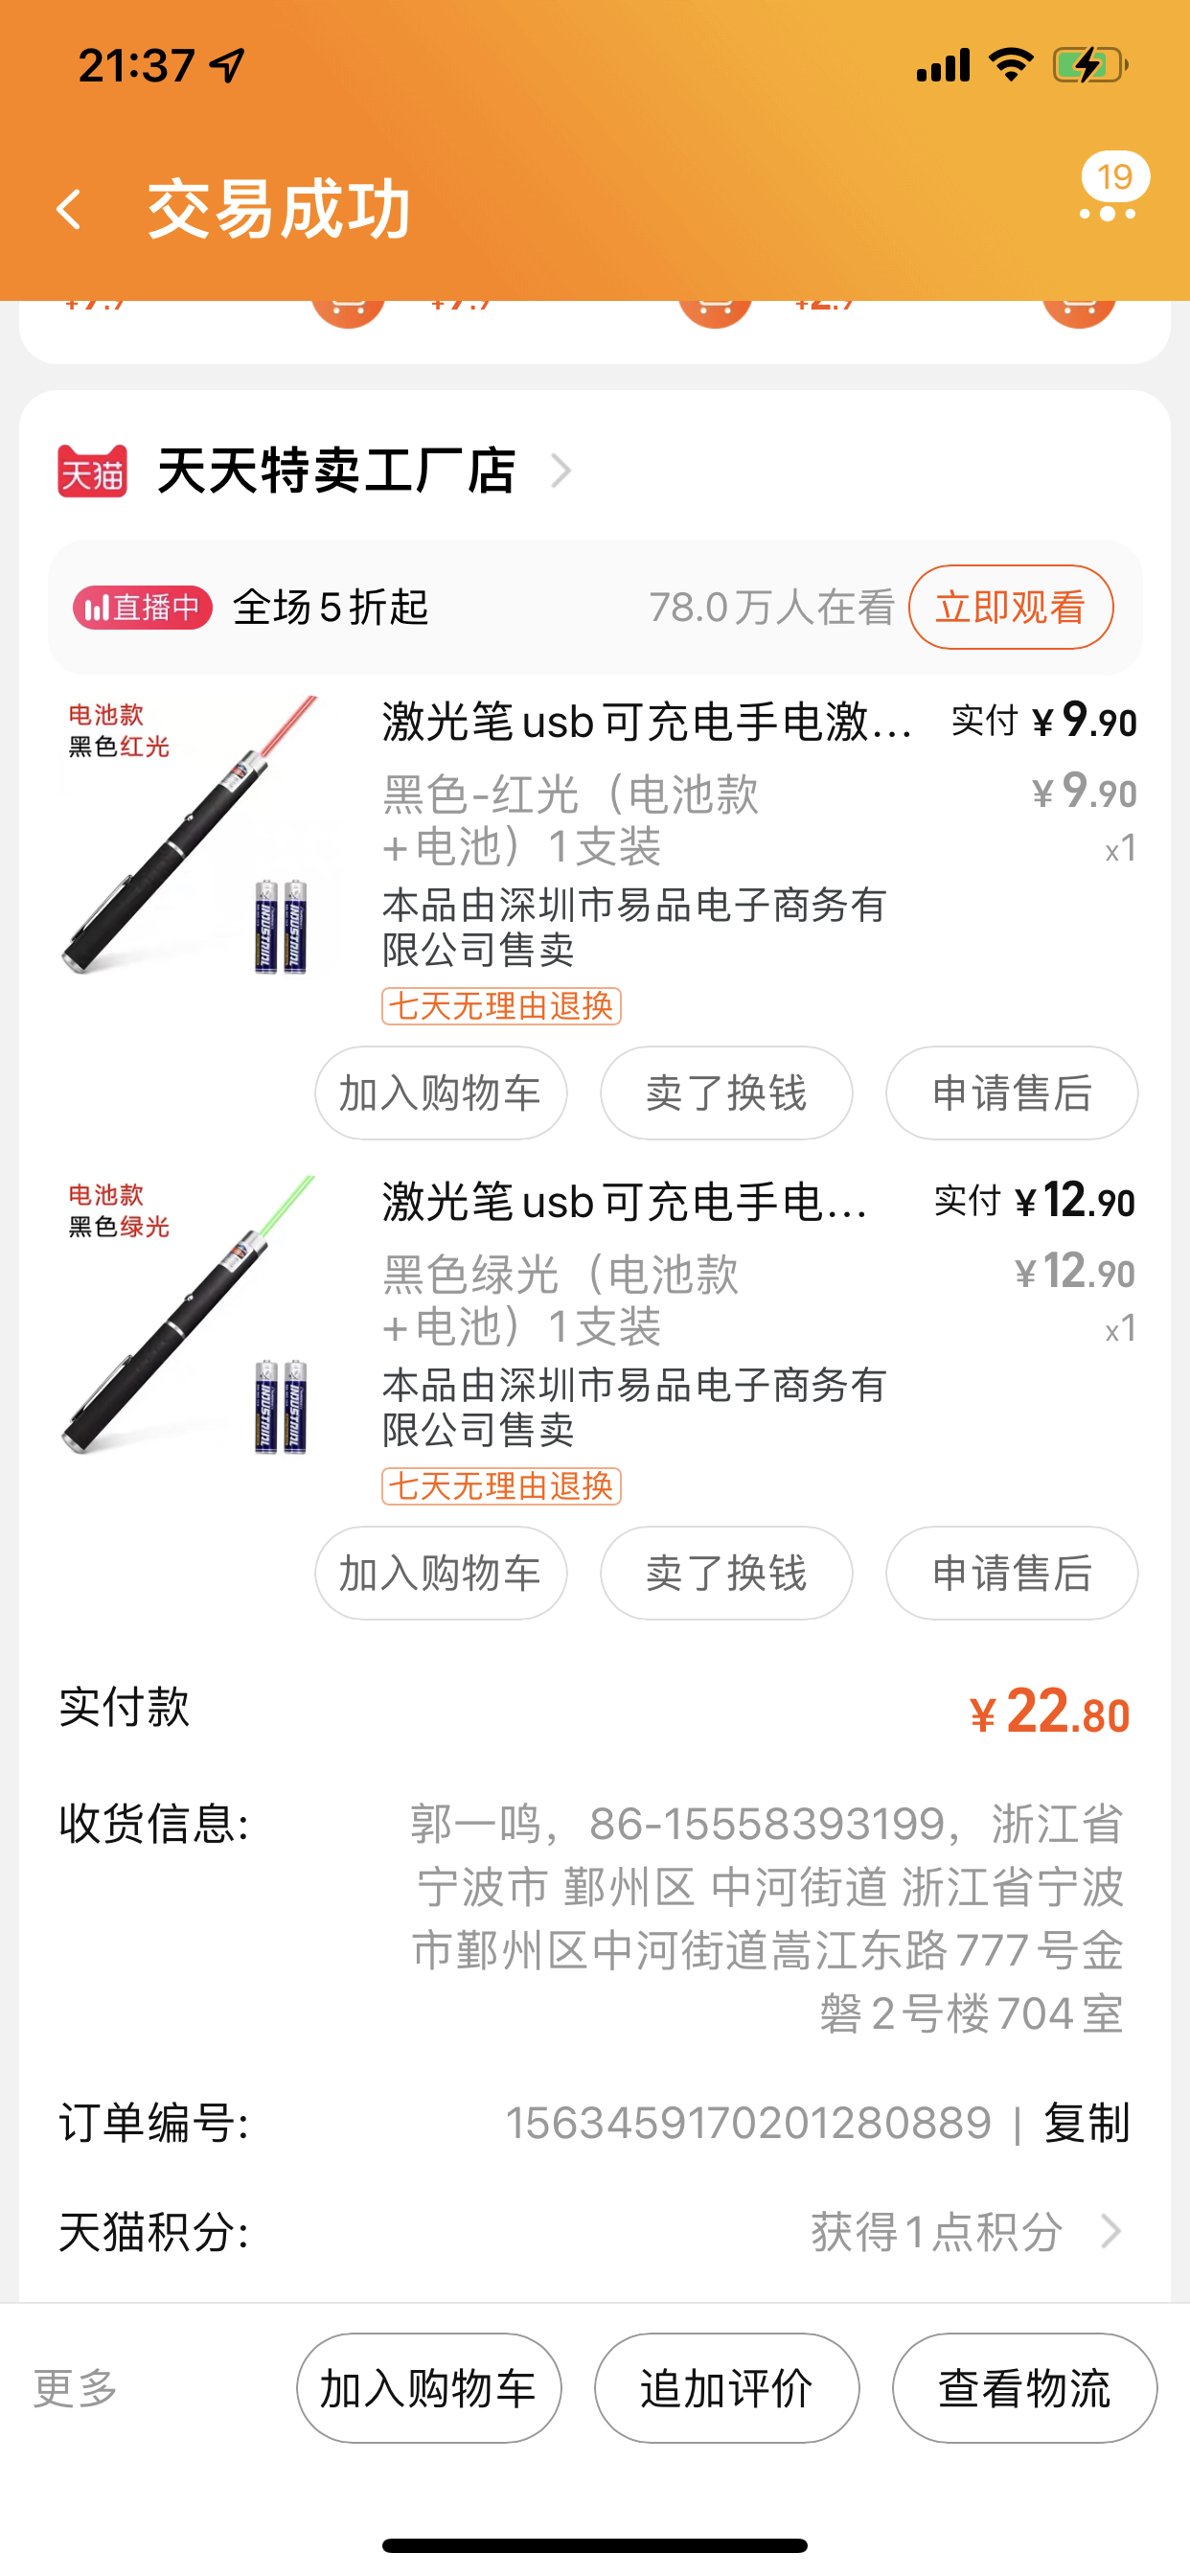 21:37
19
交易成功
天猫 天天特卖工厂店
直播中 全场5折起 78.0万人在看 立即观看
电池款
黑色红光
激光笔usb可充电手电激... 实付 ¥9.90
黑色-红光（电池款 ¥9.90
+电池）1支装 x1
本品由深圳市易品电子商务有
限公司售卖
七天无理由退换
加入购物车 卖了换钱 申请售后
电池款
黑色绿光
激光笔usb可充电手电... 实付 ¥12.90
黑色绿光（电池款 ¥12.90
+电池）1支装 x1
本品由深圳市易品电子商务有
限公司售卖
七天无理由退换
加入购物车 卖了换钱 申请售后
实付款 ¥22.80
收货信息: 郭一鸣，86-15558393199，浙江省
宁波市 鄞州区 中河街道 浙江省宁波
市鄞州区中河街道嵩江东路777号金
磐2号楼704室
订单编号: 1563459170201280889 | 复制
天猫积分: 获得1点积分
更多 加入购物车 追加评价 查看物流